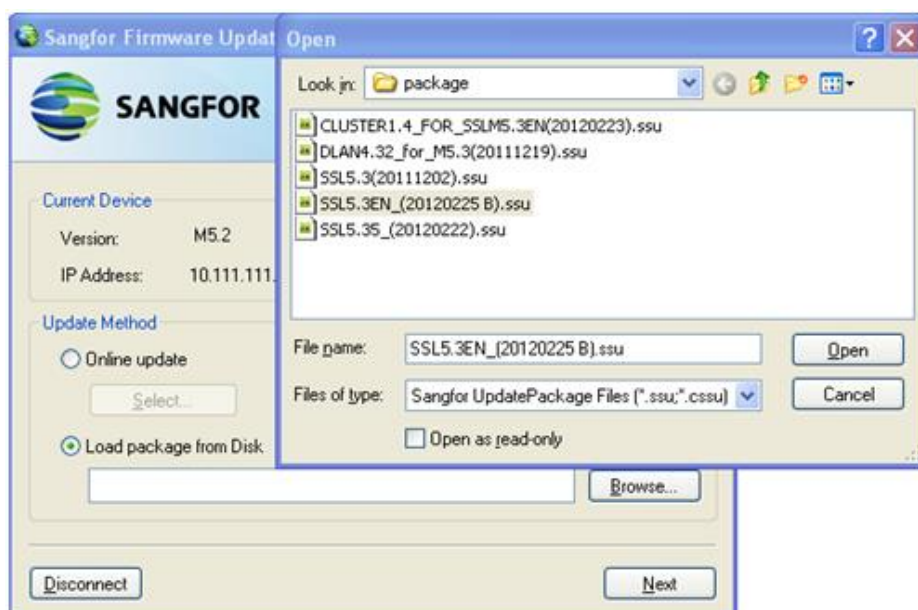 Sangfor Firmware Updat
SANGFOR
Current Device
Version: M5.2
IP Address: 10.111.111.
Update Method
Online update
Select...
Load package from Disk
Browse...
Disconnect
Next
Open
Look in: package
CLUSTER1.4_FOR_SSLM5.3EN(20120223).ssu
DLAN4.32_for_M5.3(20111219).ssu
SSL5.3(20111202).ssu
SSL5.3EN_(20120225 B).ssu
SSL5.35_(20120222).ssu
File name: SSL5.3EN_(20120225 B).ssu
Open
Files of type: Sangfor UpdatePackage Files (*.ssu;*.cssu)
Cancel
Open as read-only